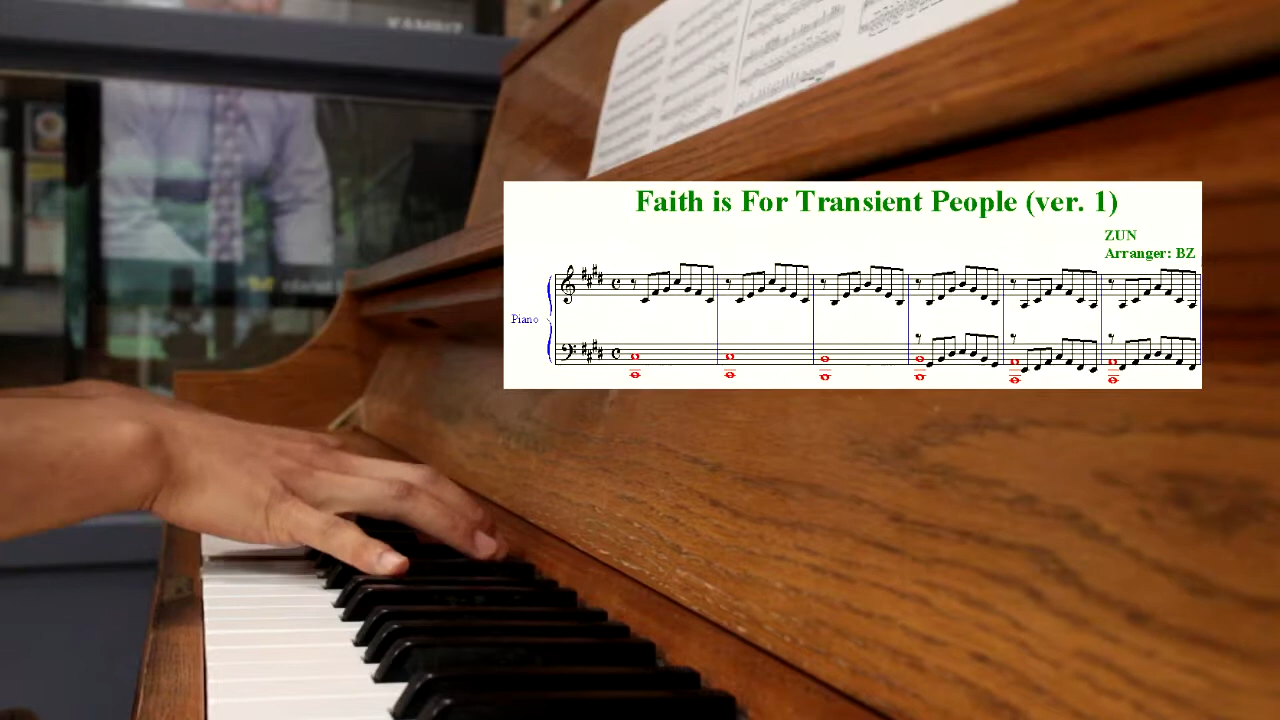 Faith is For Transient People (ver. 1)
ZUN
Arranger: BZ
Piano